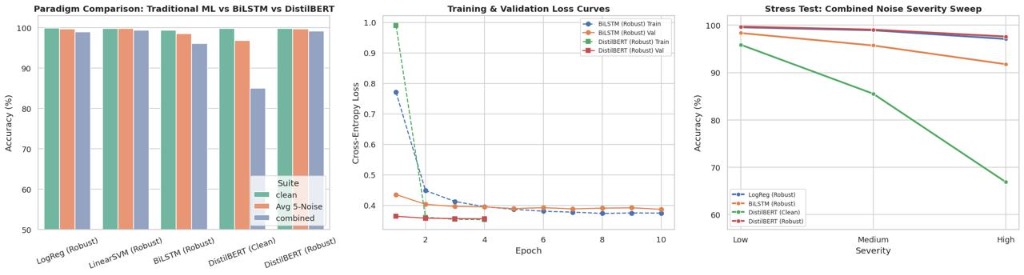 Paradigm Comparison: Traditional ML vs BiLSTM vs DistilBERT
Accuracy (%)
100
90
80
70
60
50
Suite
clean
Avg 5-Noise
combined
LogReg (Robust)
LinearSVM (Robust)
BiLSTM (Robust)
DistilBERT (Clean)
DistilBERT (Robust)
Training & Validation Loss Curves
Cross-Entropy Loss
1.0
0.9
0.8
0.7
0.6
0.5
0.4
BiLSTM (Robust) Train
BiLSTM (Robust) Val
DistilBERT (Robust) Train
DistilBERT (Robust) Val
2
4
6
8
10
Epoch
Stress Test: Combined Noise Severity Sweep
Accuracy (%)
100
90
80
70
60
LogReg (Robust)
BiLSTM (Robust)
DistilBERT (Clean)
DistilBERT (Robust)
Low
Medium
High
Severity